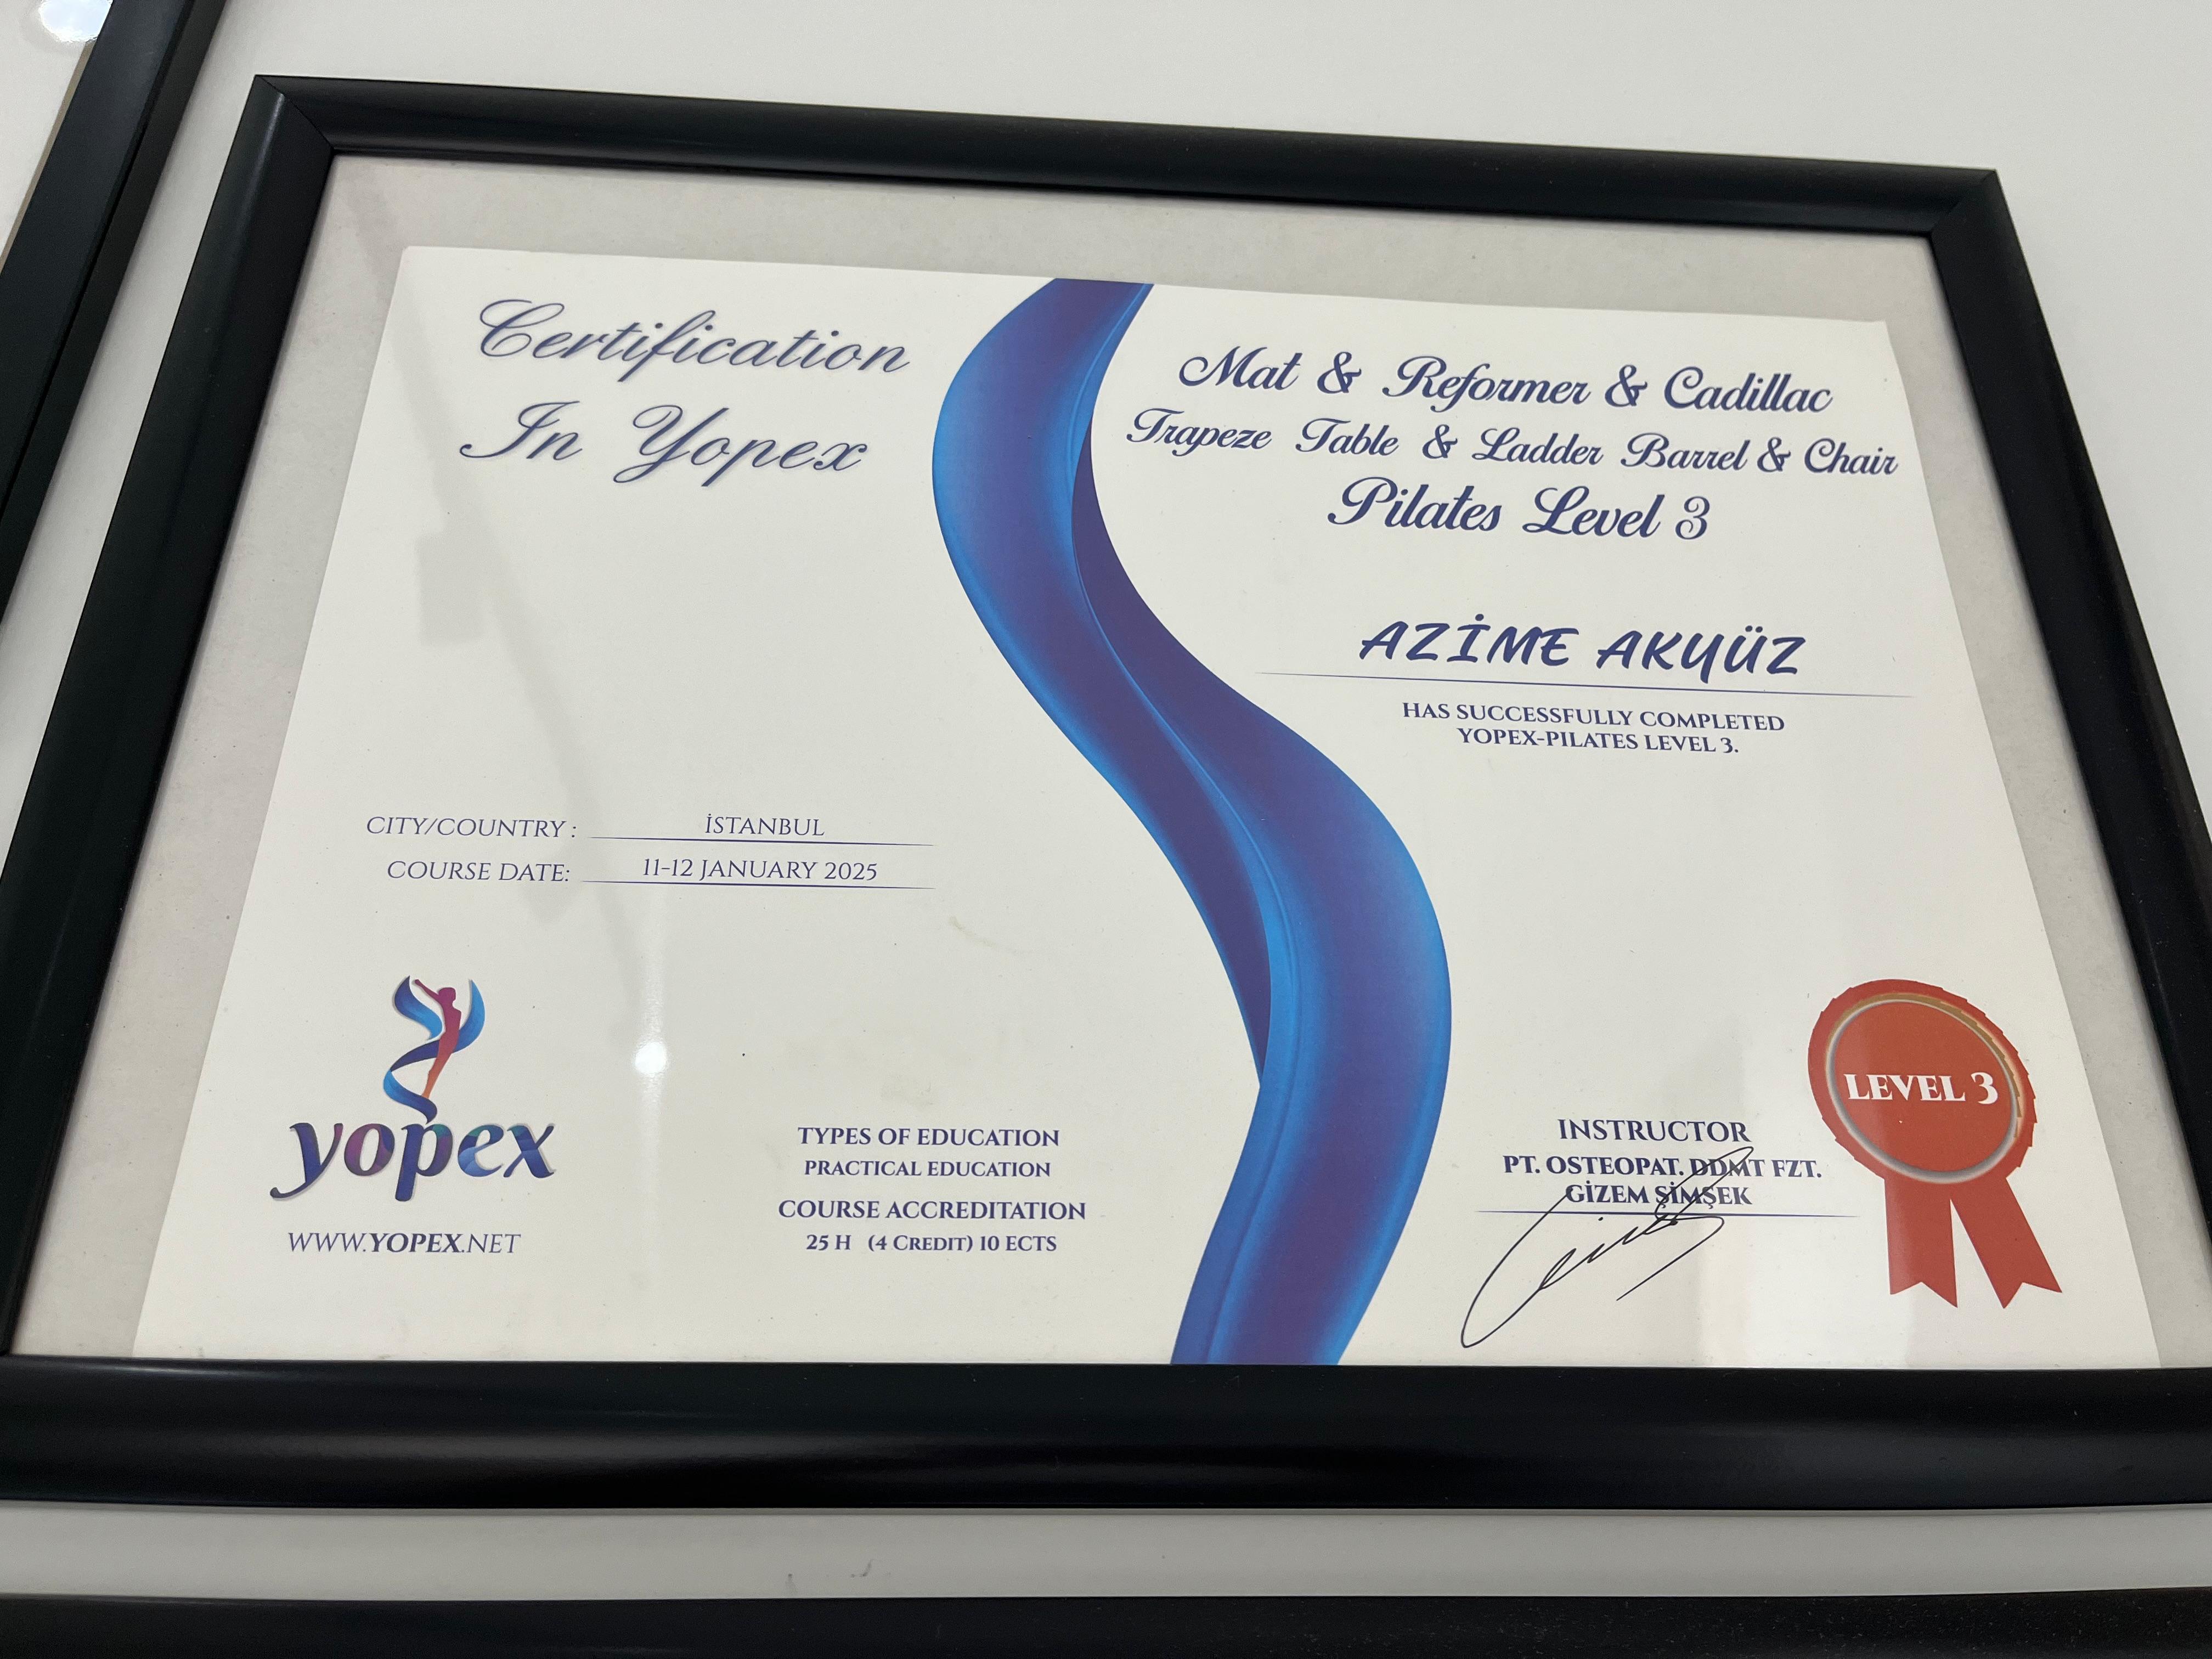 Certification
In Yopex
Mat & Reformer & Cadillac
Trapeze Table & Ladder Barrel & Chair
Pilates Level 3
AZİME AKYÜZ
HAS SUCCESSFULLY COMPLETED
YOPEX-PILATES LEVEL 3.
CITY/COUNTRY : İSTANBUL
COURSE DATE: 11-12 JANUARY 2025
yopex
WWW.YOPEX.NET
TYPES OF EDUCATION
PRACTICAL EDUCATION
COURSE ACCREDITATION
25 H (4 CREDIT) 10 ECTS
INSTRUCTOR
PT. OSTEOPAT. DDMT FZT.
GİZEM ŞİMŞEK
LEVEL 3